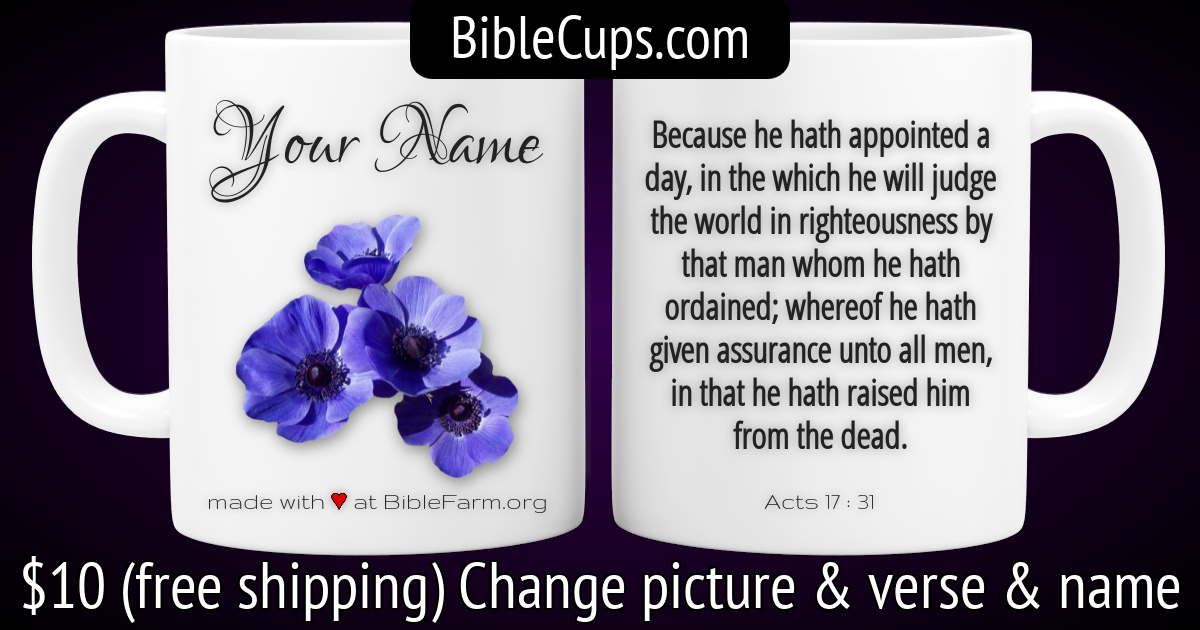 BibleCups.com
Your Name
made with ❤ at BibleFarm.org
Because he hath appointed a
day, in the which he will judge
the world in righteousness by
that man whom he hath
ordained; whereof he hath
given assurance unto all men,
in that he hath raised him
from the dead.
Acts 17 : 31
$10 (free shipping) Change picture & verse & name